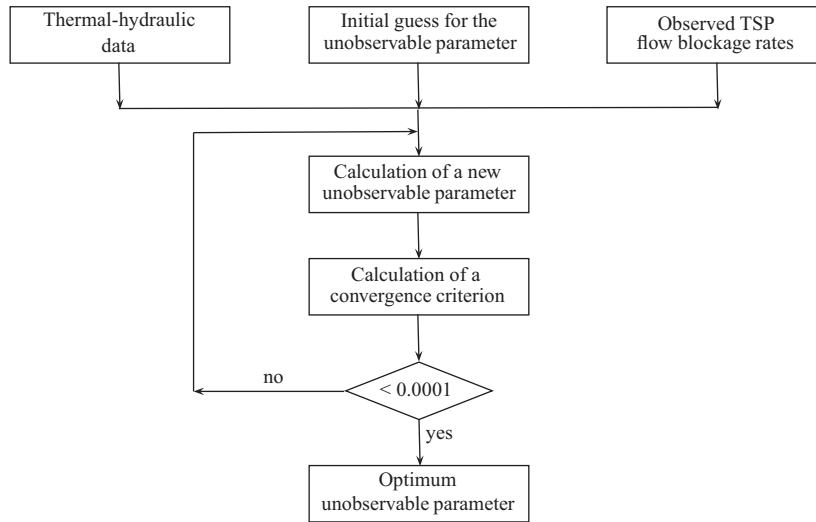 Thermal-hydraulic
data
Initial guess for the
unobservable parameter
Observed TSP
flow blockage rates
Calculation of a new
unobservable parameter
Calculation of a
convergence criterion
< 0.0001
no
yes
Optimum
unobservable parameter